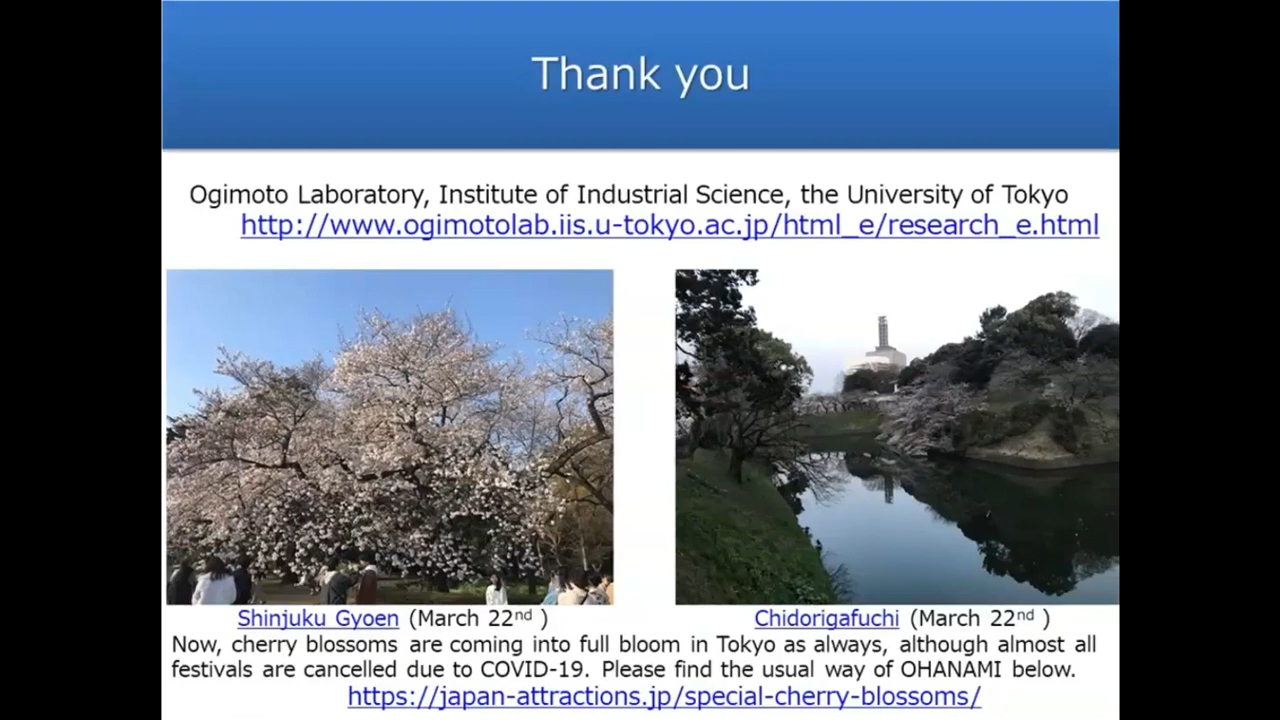 Thank you
Ogimoto Laboratory, Institute of Industrial Science, the University of Tokyo
http://www.ogimotolab.iis.u-tokyo.ac.jp/html_e/research_e.html
Shinjuku Gyoen (March 22nd )
Chidorigafuchi (March 22nd )
Now, cherry blossoms are coming into full bloom in Tokyo as always, although almost all
festivals are cancelled due to COVID-19. Please find the usual way of OHANAMI below.
https://japan-attractions.jp/special-cherry-blossoms/